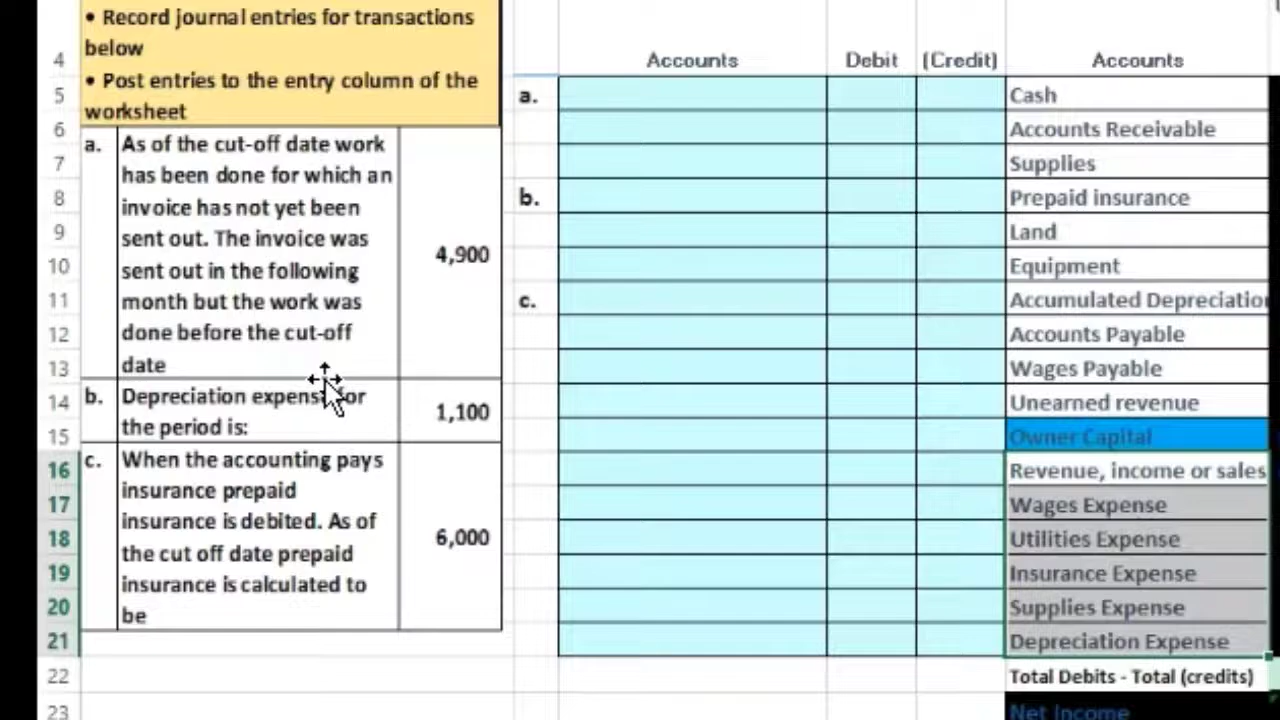 • Record journal entries for transactions
below
• Post entries to the entry column of the
worksheet
4 Accounts Debit (Credit) Accounts
5 a. Cash
6 Accounts Receivable
7 Supplies
8 b. Prepaid insurance
9 Land
10 Equipment
11 c. Accumulated Depreciation
12 Accounts Payable
13 Wages Payable
14 Unearned revenue
15 Owner Capital
16 Revenue, income or sales
17 Wages Expense
18 Utilities Expense
19 Insurance Expense
20 Supplies Expense
21 Depreciation Expense
22 Total Debits - Total (credits)
23 Net Income
a. As of the cut-off date work
has been done for which an
invoice has not yet been
sent out. The invoice was
sent out in the following
month but the work was
done before the cut-off
date
4,900
b. Depreciation expense for
the period is:
1,100
c. When the accounting pays
insurance prepaid
insurance is debited. As of
the cut off date prepaid
insurance is calculated to
be
6,000